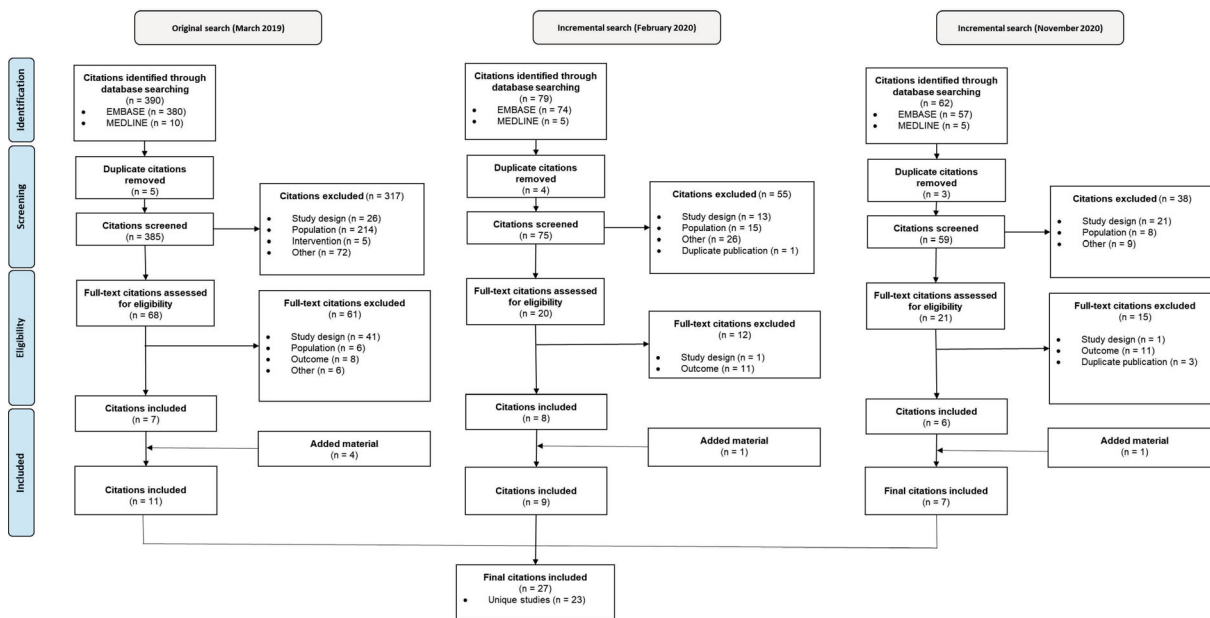 Original search (March 2019)
Incremental search (February 2020)
Incremental search (November 2020)
Identification
Screening
Eligibility
Included
Citations identified through
database searching
(n = 390)
• EMBASE (n = 380)
• MEDLINE (n = 10)
Duplicate citations
removed
(n = 5)
Citations excluded (n = 317)
• Study design (n = 26)
• Population (n = 214)
• Intervention (n = 5)
• Other (n = 72)
Citations screened
(n = 385)
Full-text citations assessed
for eligibility
(n = 68)
Full-text citations excluded
(n = 61)
• Study design (n = 41)
• Population (n = 6)
• Outcome (n = 8)
• Other (n = 6)
Citations included
(n = 7)
Added material
(n = 4)
Citations included
(n = 11)
Citations identified through
database searching
(n = 79)
• EMBASE (n = 74)
• MEDLINE (n = 5)
Duplicate citations
removed
(n = 4)
Citations excluded (n = 55)
• Study design (n = 13)
• Population (n = 15)
• Other (n = 26)
• Duplicate publication (n = 1)
Citations screened
(n = 75)
Full-text citations assessed
for eligibility
(n = 20)
Full-text citations excluded
(n = 12)
• Study design (n = 1)
• Outcome (n = 11)
Citations included
(n = 8)
Added material
(n = 1)
Citations included
(n = 9)
Citations identified through
database searching
(n = 62)
• EMBASE (n = 57)
• MEDLINE (n = 5)
Duplicate citations
removed
(n = 3)
Citations excluded (n = 38)
• Study design (n = 21)
• Population (n = 8)
• Other (n = 9)
Citations screened
(n = 59)
Full-text citations assessed
for eligibility
(n = 21)
Full-text citations excluded
(n = 15)
• Study design (n = 1)
• Outcome (n = 11)
• Duplicate publication (n = 3)
Citations included
(n = 6)
Added material
(n = 1)
Final citations included
(n = 7)
Final citations included
(n = 27)
• Unique studies (n = 23)